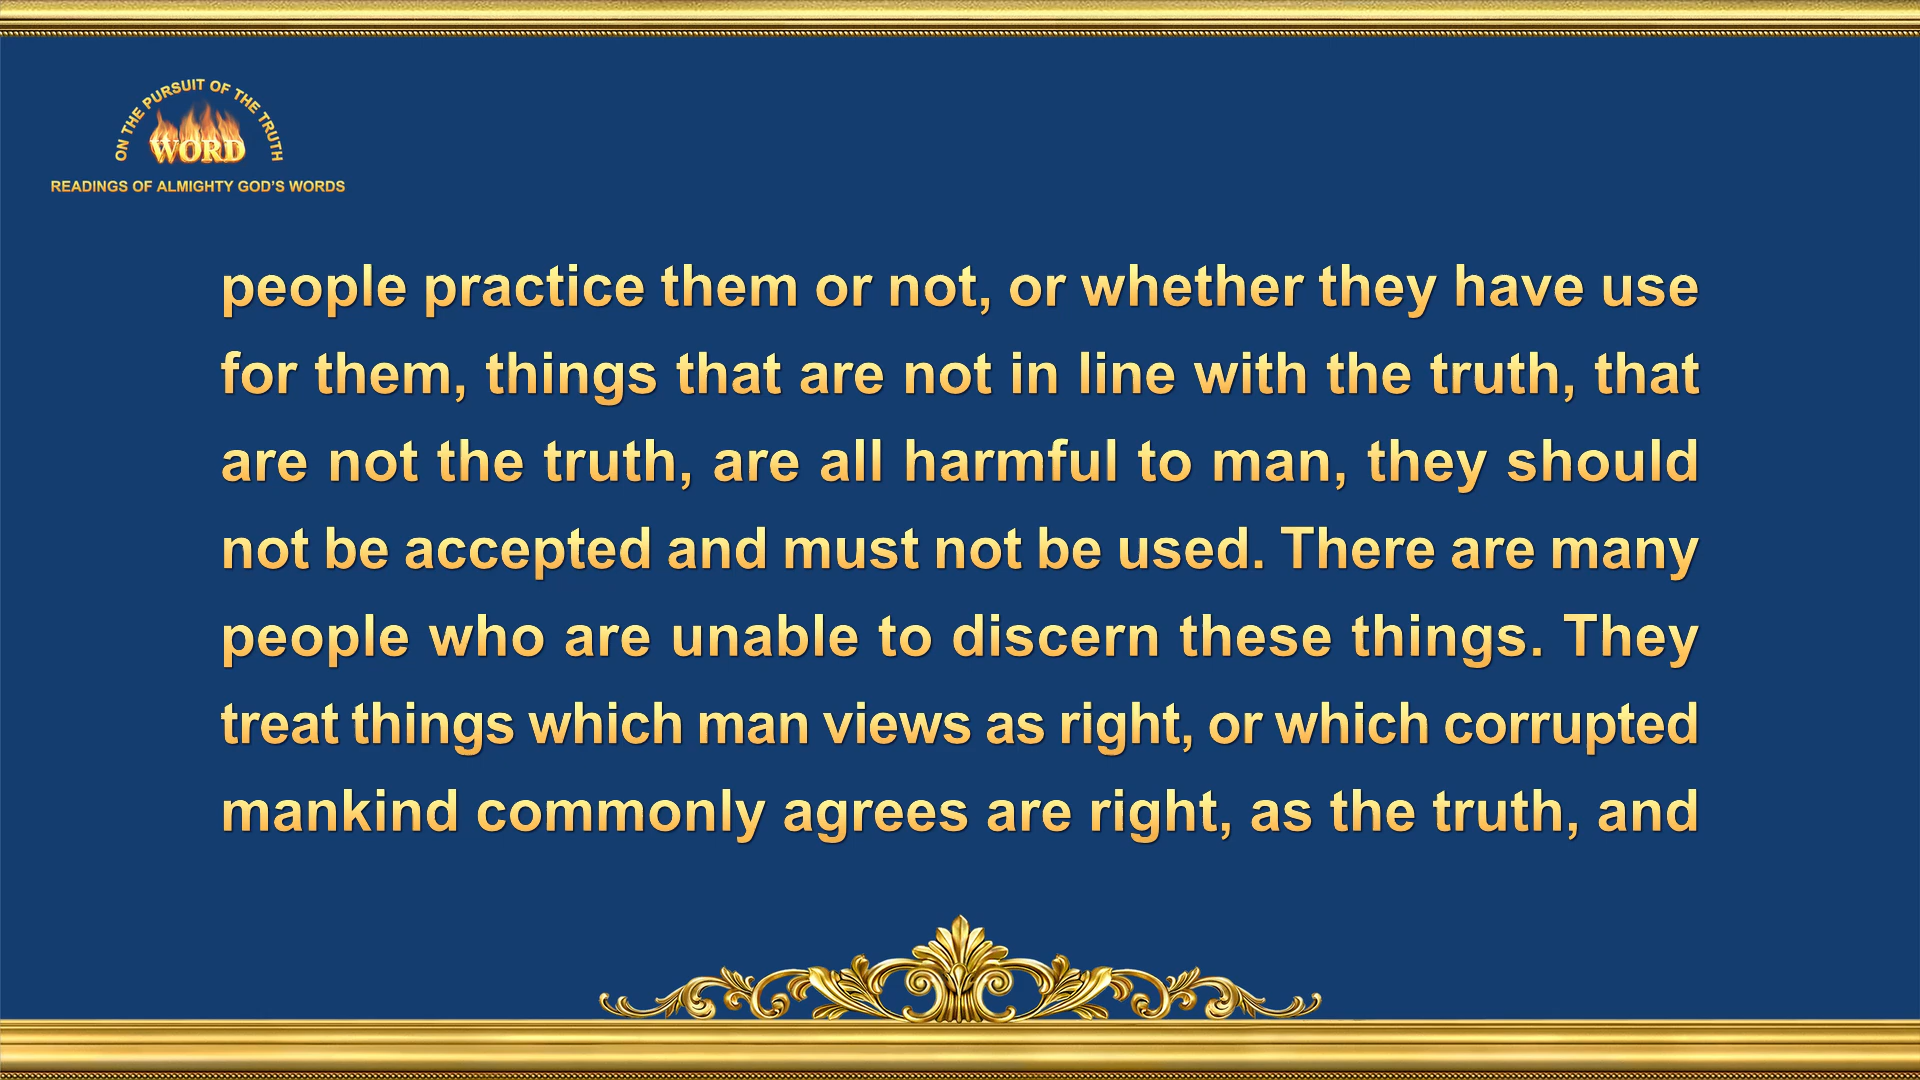 ON THE PURSUIT OF THE TRUTH
WORD
READINGS OF ALMIGHTY GOD'S WORDS
people practice them or not, or whether they have use
for them, things that are not in line with the truth, that
are not the truth, are all harmful to man, they should
not be accepted and must not be used. There are many
people who are unable to discern these things. They
treat things which man views as right, or which corrupted
mankind commonly agrees are right, as the truth, and